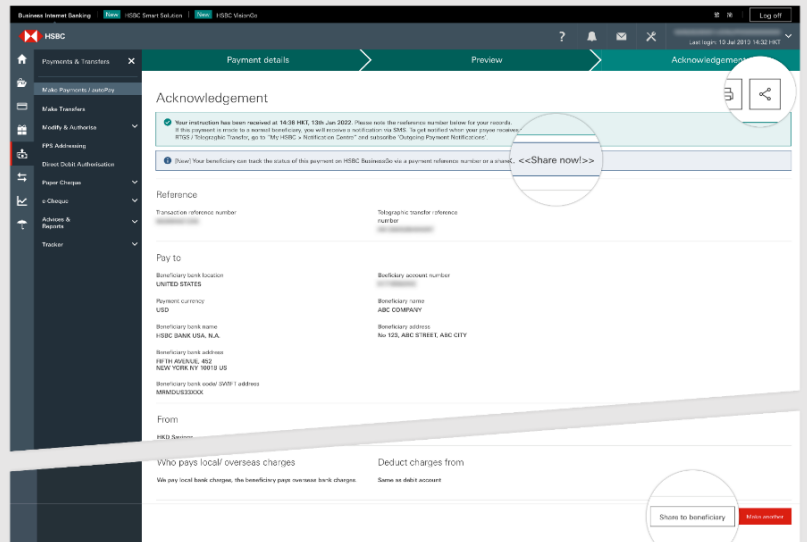 Business Internet Banking New HSBC Smart Solution New HSBC VisionGo
繁 简 Log off
HSBC
Last login: 10 Jul 2013 14:32 HKT
Payments & Transfers
Payment details
Preview
Acknowledgement
Make Payments / autoPay
Make Transfers
Modify & Authorise
FPS Addressing
Direct Debit Authorisation
Paper Cheque
e-Cheque
Advices &
Reports
Tracker
Acknowledgement
Your instruction has been received at 14:38 HKT, 13th Jan 2022. Please note the reference number below for your records.
If this payment is made to a named beneficiary, you will receive a notification via SMS. To get notified when your payee receives
RTGS / Telegraphic Transfer, go to "My HSBC > Notification Centre" and subscribe 'Outgoing Payment Notifications'.
[New] Your beneficiary can track the status of this payment on HSBC BusinessGo via a payment reference number or a share <<Share now!>>
Reference
Transaction reference number
Telegraphic transfer reference
number
Pay to
Beneficiary bank location
UNITED STATES
Beneficiary account number
Payment currency
USD
Beneficiary name
ABC COMPANY
Beneficiary bank name
HSBC BANK USA, N.A.
Beneficiary address
No 123, ABC STREET, ABC CITY
Beneficiary bank address
FIFTH AVENUE, 452
NEW YORK NY 10018 US
Beneficiary bank code/ SWIFT address
MRMDUS33XXX
From
HKD Savings
Who pays local/ overseas charges
We pay local bank charges, the beneficiary pays overseas bank charges
Deduct charges from
Same as debit account
Share to beneficiary
Make another